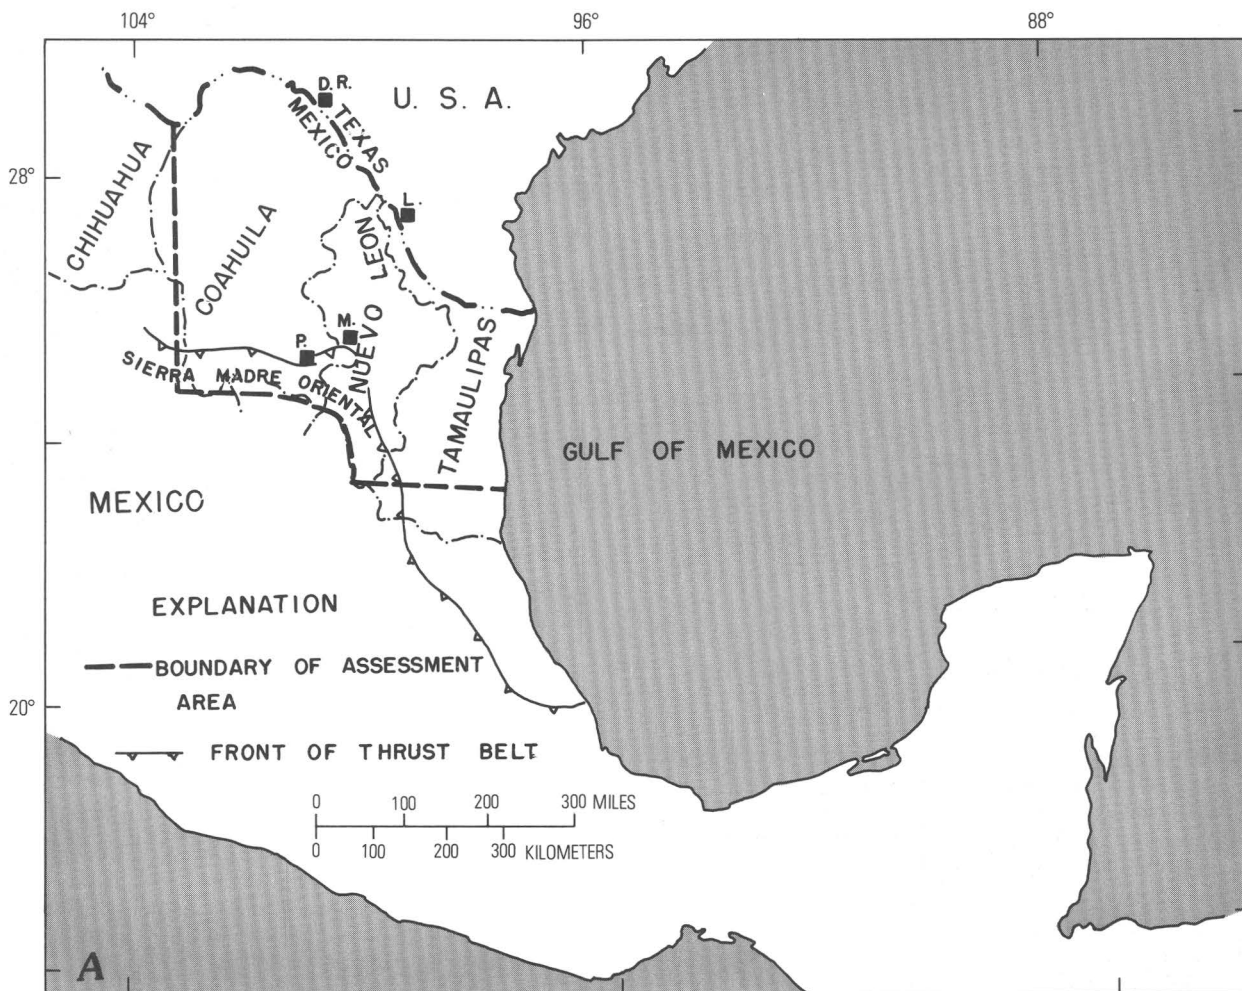 104° 96° 88°
D.R.
U. S. A.
TEXAS
MEXICO
28°
CHIHUAHUA
COAHUILA
L.
NUEVO LEON
M.
P.
SIERRA MADRE ORIENTAL
TAMAULIPAS
GULF OF MEXICO
MEXICO
EXPLANATION
BOUNDARY OF ASSESSMENT
AREA
20°
FRONT OF THRUST BELT
0 100 200 300 MILES
0 100 200 300 KILOMETERS
A